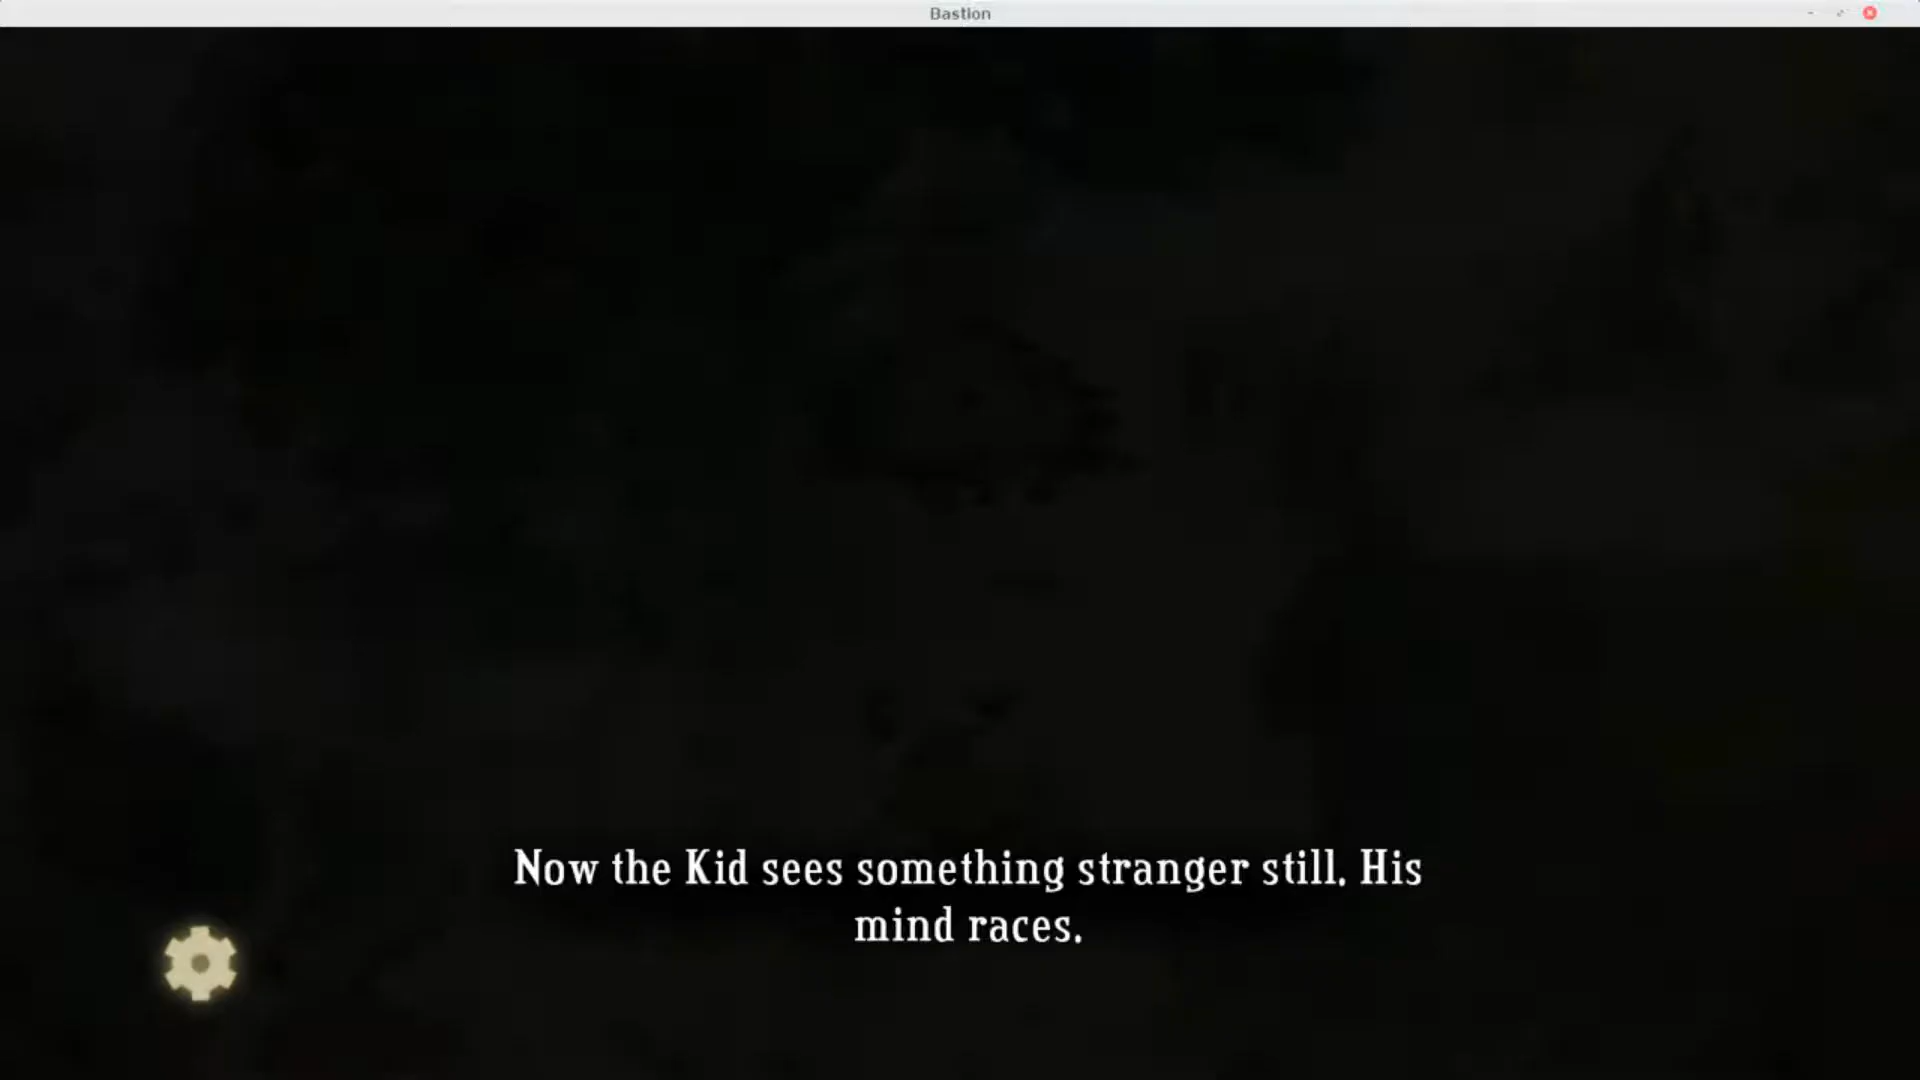 Bastion
Now the Kid sees something stranger still. His
mind races.